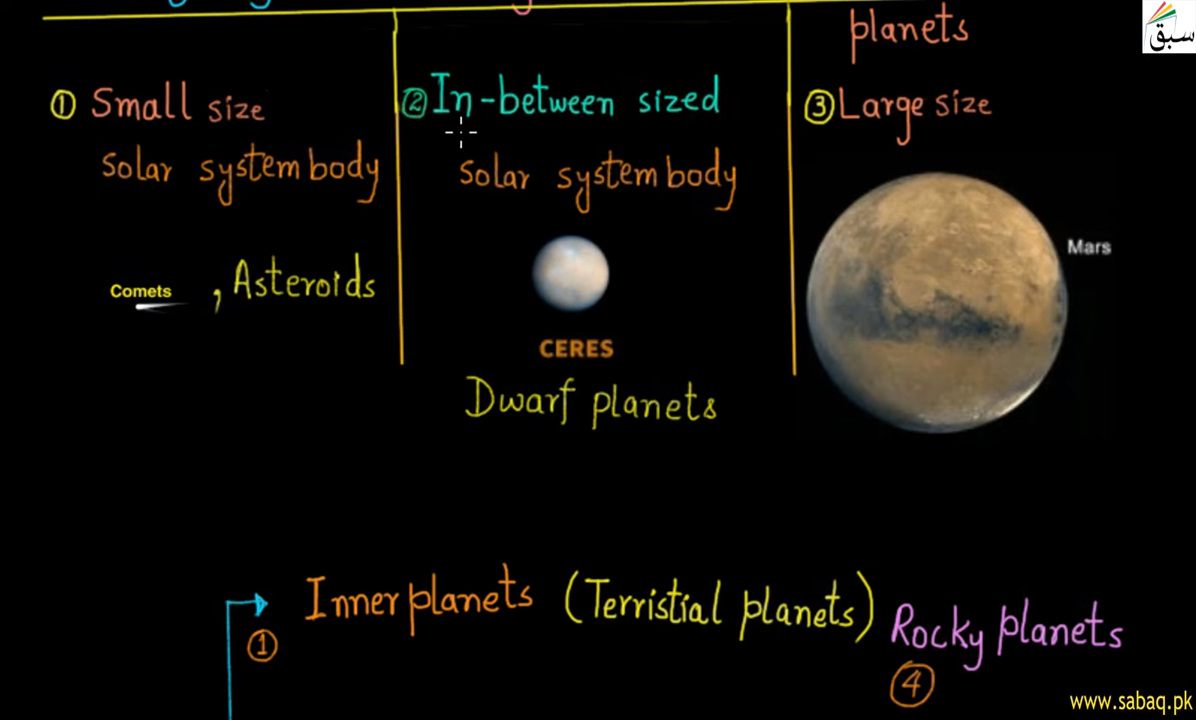 planets
سبق
① Small size
solar system body
② In-between sized
solar system body
③ Large size
Mars
Comets , Asteroids
CERES
Dwarf planets
① Inner planets (Terristial planets) Rocky planets
④
www.sabaq.pk